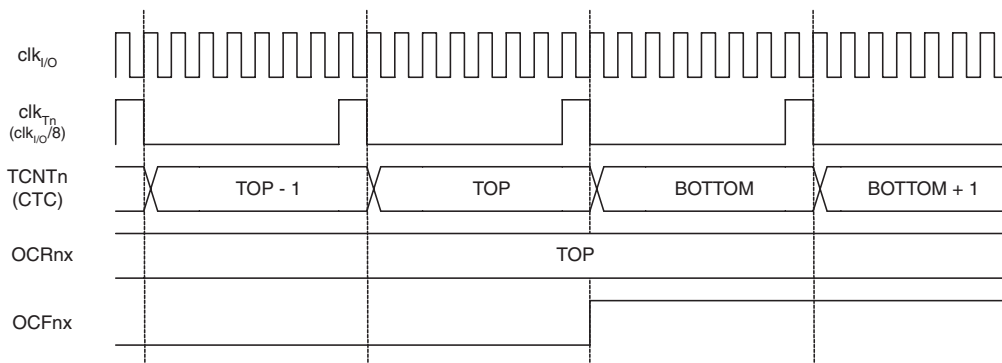 clkI/O
clkTn
(clkI/O/8)
TCNTn
(CTC)
TOP - 1
TOP
BOTTOM
BOTTOM + 1
OCRnx
TOP
OCFnx